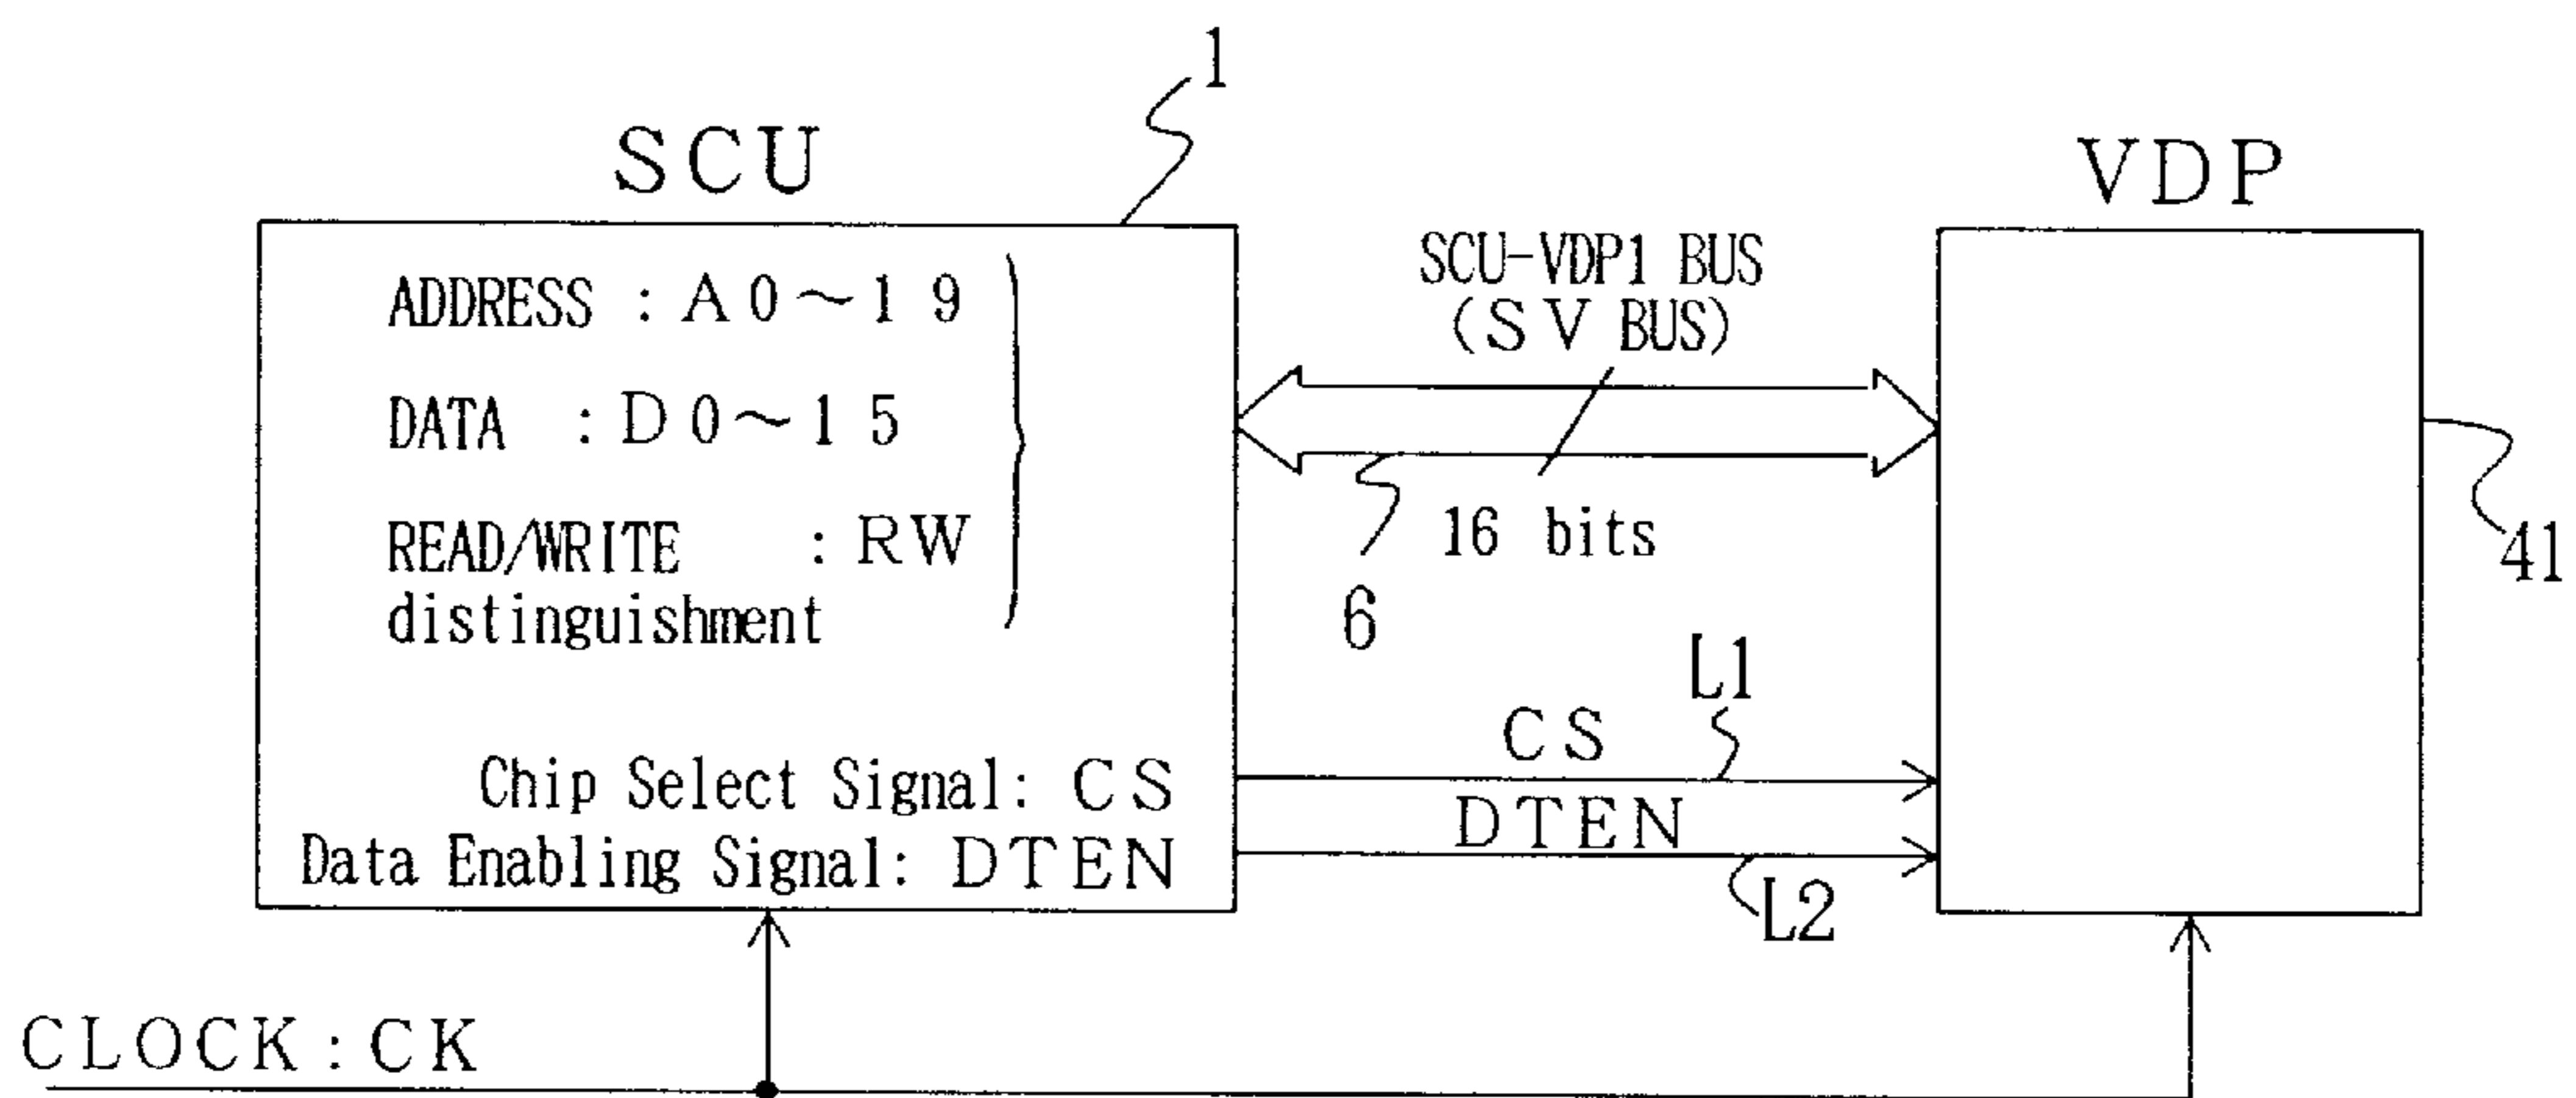 1
SCU
VDP
ADDRESS : A0～19
DATA : D0～15
READ/WRITE : RW
distinguishment
Chip Select Signal: CS
Data Enabling Signal: DTEN
SCU-VDP1 BUS
(SV BUS)
16 bits
6
41
L1
CS
DTEN
L2
CLOCK:CK